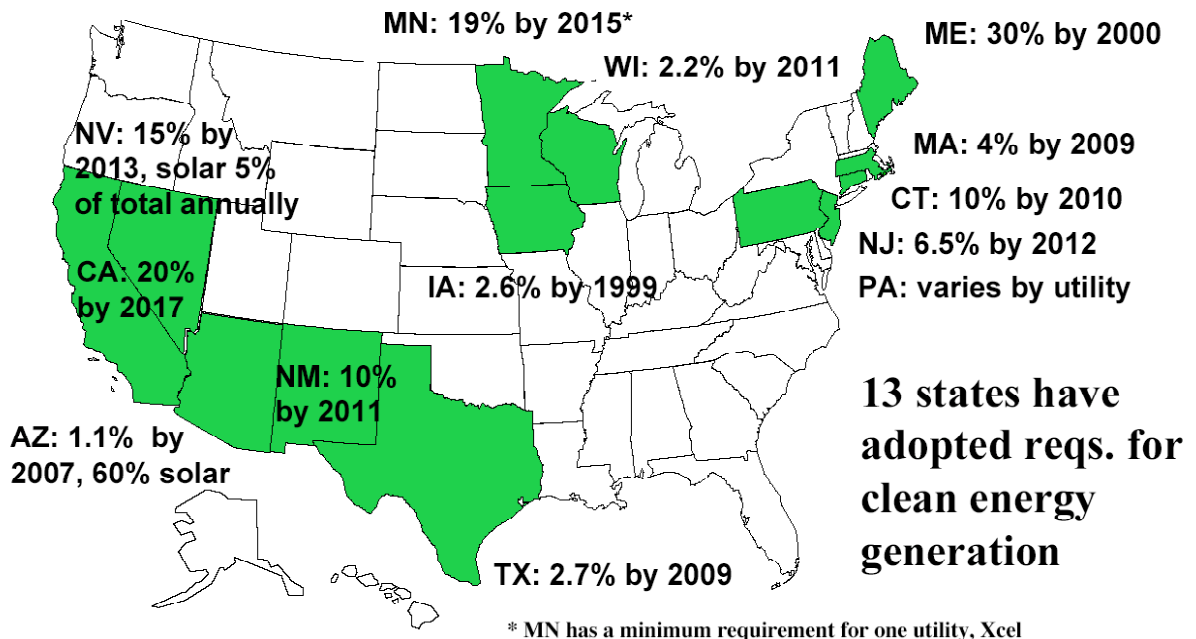 MN: 19% by 2015*
ME: 30% by 2000
WI: 2.2% by 2011
NV: 15% by
2013, solar 5%
of total annually
MA: 4% by 2009
CT: 10% by 2010
NJ: 6.5% by 2012
PA: varies by utility
CA: 20%
by 2017
IA: 2.6% by 1999
NM: 10%
by 2011
AZ: 1.1% by
2007, 60% solar
TX: 2.7% by 2009
13 states have
adopted reqs. for
clean energy
generation
* MN has a minimum requirement for one utility, Xcel